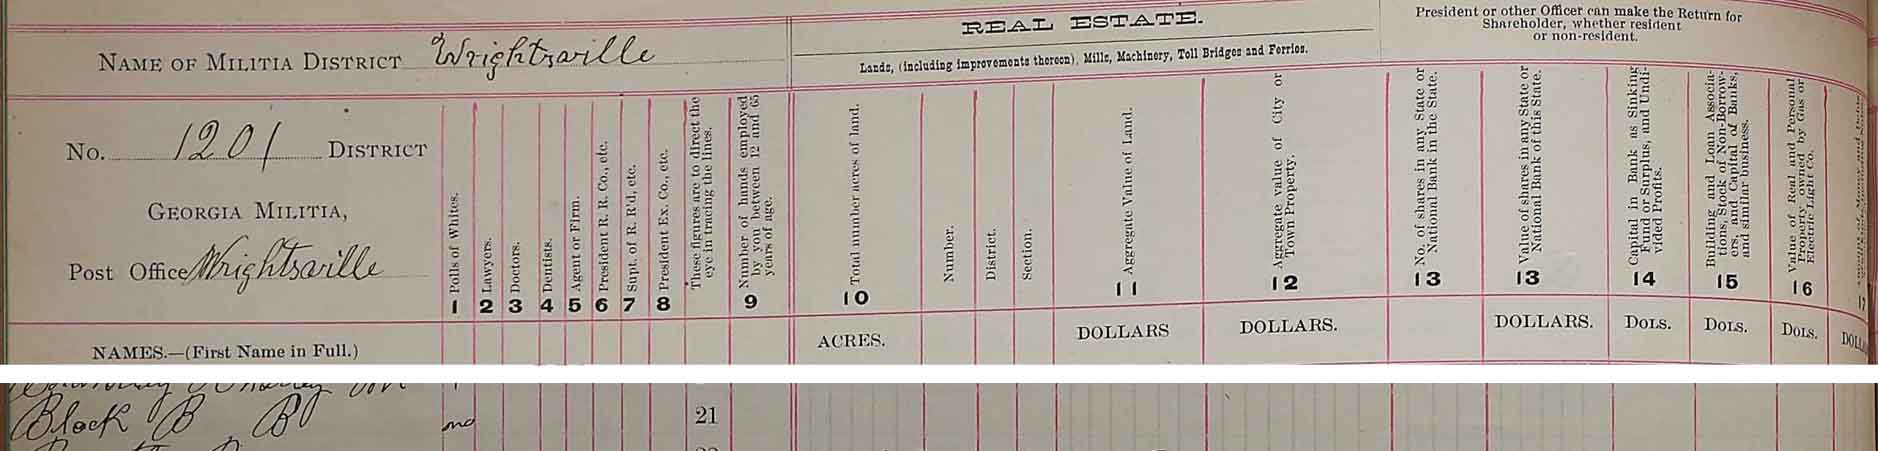 NAME OF MILITIA DISTRICT Wrightsville
No. 1201 DISTRICT
GEORGIA MILITIA,
Post Office Wrightsville
NAMES.—(First Name in Full.)
REAL ESTATE.
Lands, (including improvements thereon), Mills, Machinery, Toll Bridges and Ferries.
President or other Officer can make the Return for
Shareholder, whether resident
or non-resident.
Polls of Whites.
1
Lawyers.
2
Doctors.
3
Dentists.
4
Agent or Firm.
5
President R. R. Co., etc.
6
Supt. of R. Rd, etc.
7
President Ex. Co., etc.
8
These figures are to direct the
eye in tracing the lines.
Number of hands employed
by you between 12 and 65
years of age.
9
Total number acres of land.
10
ACRES.
Number.
District.
Section.
Aggregate Value of Land.
11
DOLLARS
Aggregate value of City or
Town Property.
12
DOLLARS.
No. of shares in any State or
National Bank in the State.
13
Value of shares in any State or
National Bank of this State.
13
DOLLARS.
Capital in Bank as Sinking
Fund or Surplus, and Undi-
vided Profits.
14
DOLS.
Building and Loan Associa-
tions, Stock of Non-Borrow-
ers, and Capital of Banks,
and similar business.
15
DOLS.
Value of Real and Personal
Property owned by Gas or
Electric Light Co.
16
DOLS.
17
Block B B
21